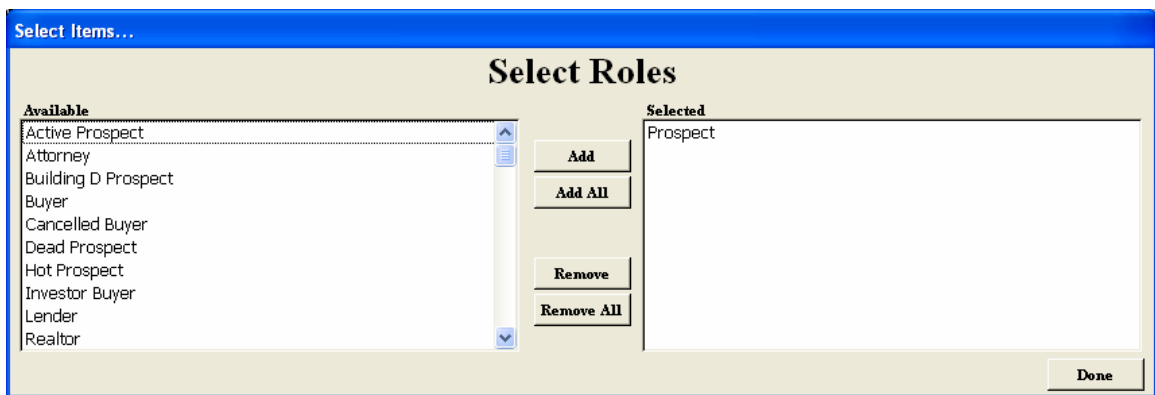 Select Items...
Select Roles
Available
Active Prospect
Attorney
Building D Prospect
Buyer
Cancelled Buyer
Dead Prospect
Hot Prospect
Investor Buyer
Lender
Realtor
Add
Add All
Remove
Remove All
Selected
Prospect
Done